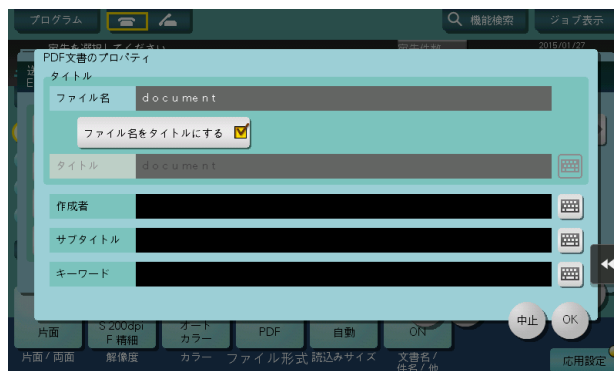 プログラム
機能検索
ジョブ表示
宛先を選択してください
宛先件数
2015/01/27
PDF文書のプロパティ
タイトル
ファイル名 document
ファイル名をタイトルにする
タイトル document
作成者
サブタイトル
キーワード
中止 OK
片面
S 200dpi
F 精細
オート
カラー
PDF
自動
ON
片面/両面
解像度
カラー
ファイル形式
読込みサイズ
文書名/
件名/他
応用設定